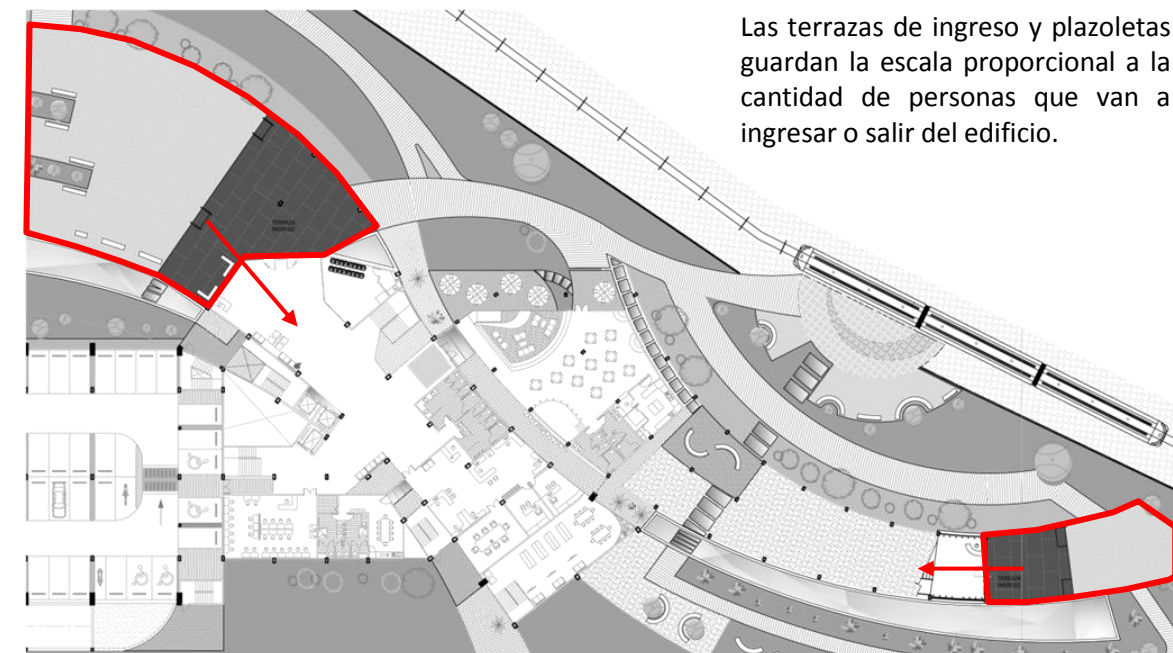 Las terrazas de ingreso y plazoletas
guardan la escala proporcional a la
cantidad de personas que van a
ingresar o salir del edificio.
TERRAZA
INGRESO
TERRAZA
INGRESO